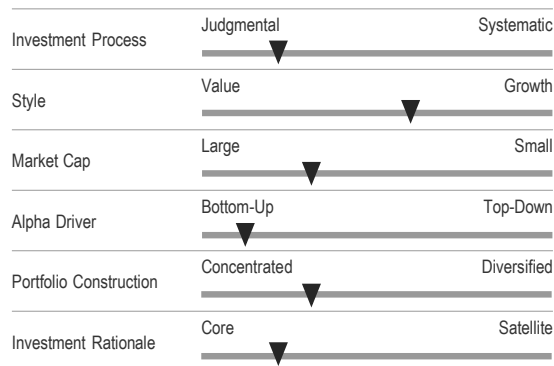 Investment Process
Judgmental Systematic
Style
Value Growth
Market Cap
Large Small
Alpha Driver
Bottom-Up Top-Down
Portfolio Construction
Concentrated Diversified
Investment Rationale
Core Satellite